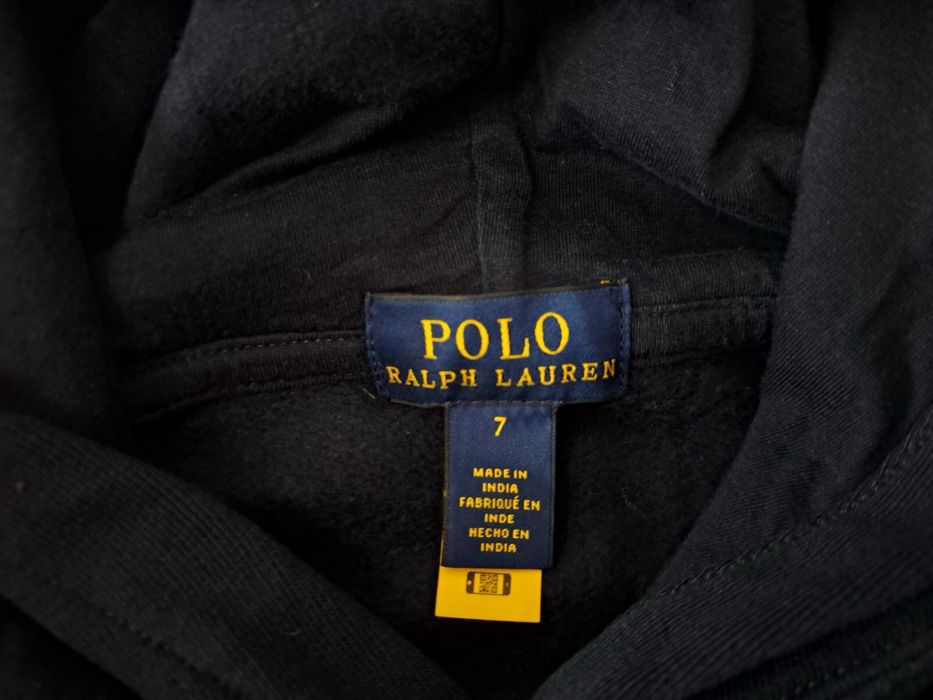 POLO
RALPH LAUREN
7
MADE IN
INDIA
FABRIQUÉ EN
INDE
HECHO EN
INDIA